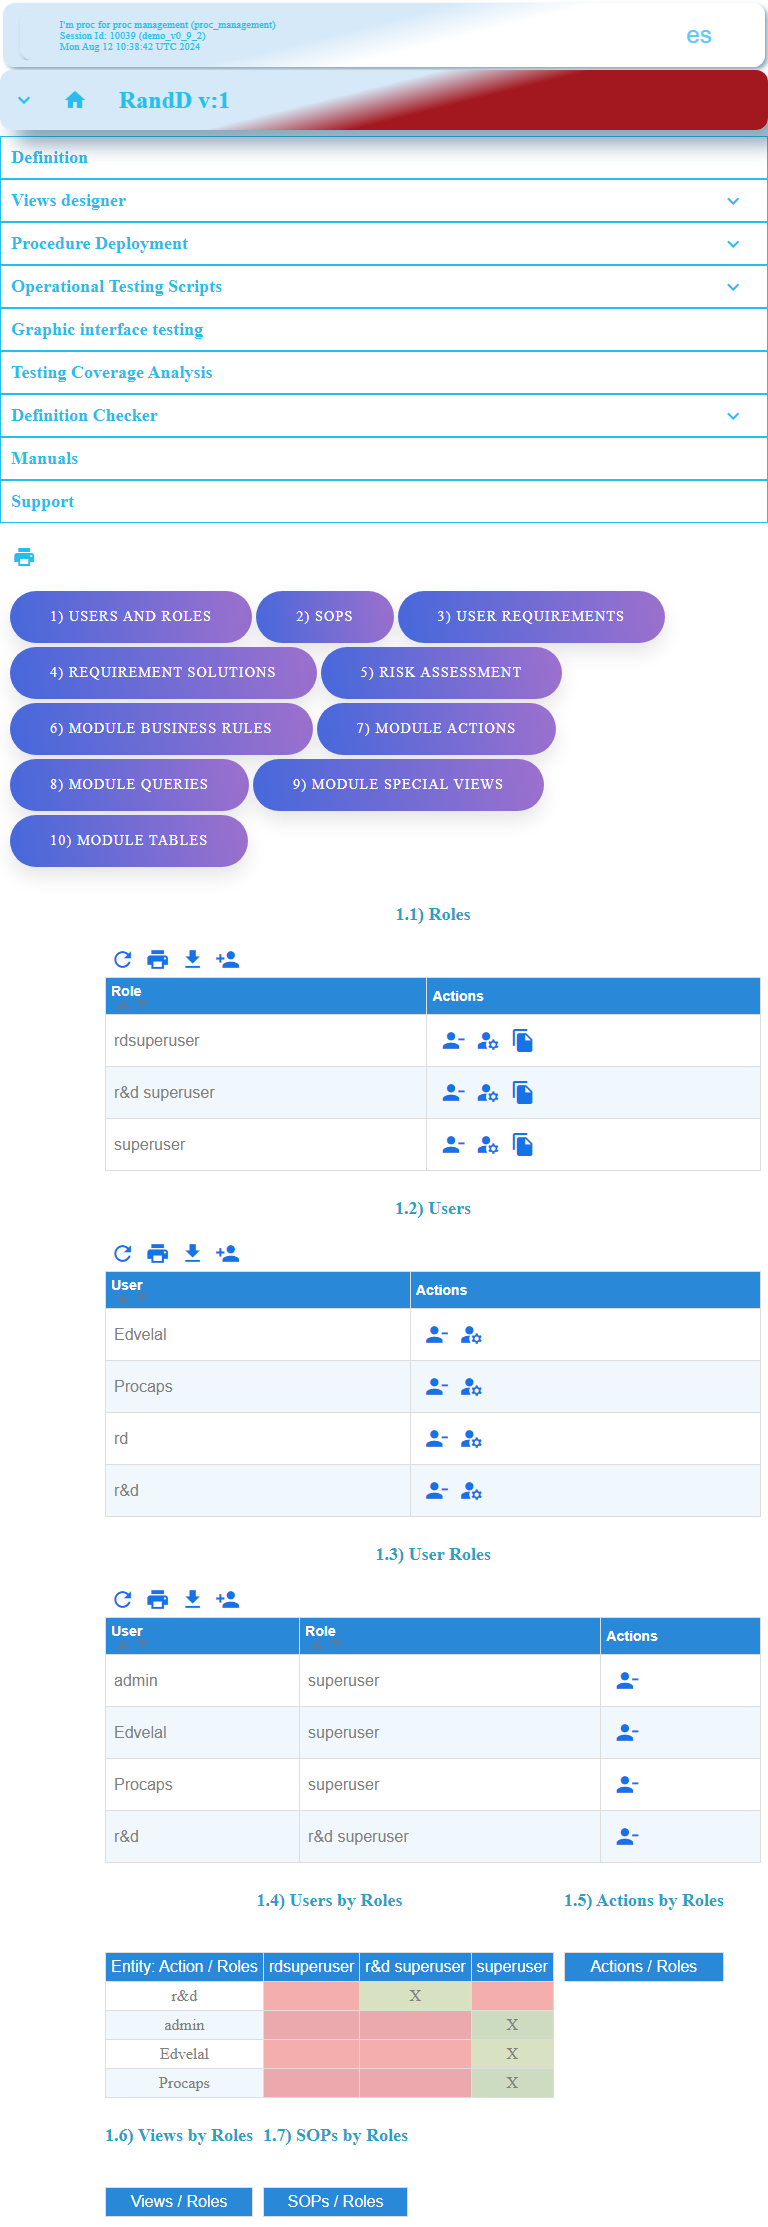 I'm proc for proc management (proc_management)
Session Id: 10039 (demo_v0_9_2)
Mon Aug 12 10:38:42 UTC 2024
es
RandD v:1
Definition
Views designer
Procedure Deployment
Operational Testing Scripts
Graphic interface testing
Testing Coverage Analysis
Definition Checker
Manuals
Support
1) USERS AND ROLES 2) SOPS 3) USER REQUIREMENTS
4) REQUIREMENT SOLUTIONS 5) RISK ASSESSMENT
6) MODULE BUSINESS RULES 7) MODULE ACTIONS
8) MODULE QUERIES 9) MODULE SPECIAL VIEWS
10) MODULE TABLES
1.1) Roles
Role Actions
rdsuperuser
r&d superuser
superuser
1.2) Users
User Actions
Edvelal
Procaps
rd
r&d
1.3) User Roles
User Role Actions
admin superuser
Edvelal superuser
Procaps superuser
r&d r&d superuser
1.4) Users by Roles 1.5) Actions by Roles
Entity: Action / Roles rdsuperuser r&d superuser superuser Actions / Roles
r&d X
admin X
Edvelal X
Procaps X
1.6) Views by Roles 1.7) SOPs by Roles
Views / Roles SOPs / Roles